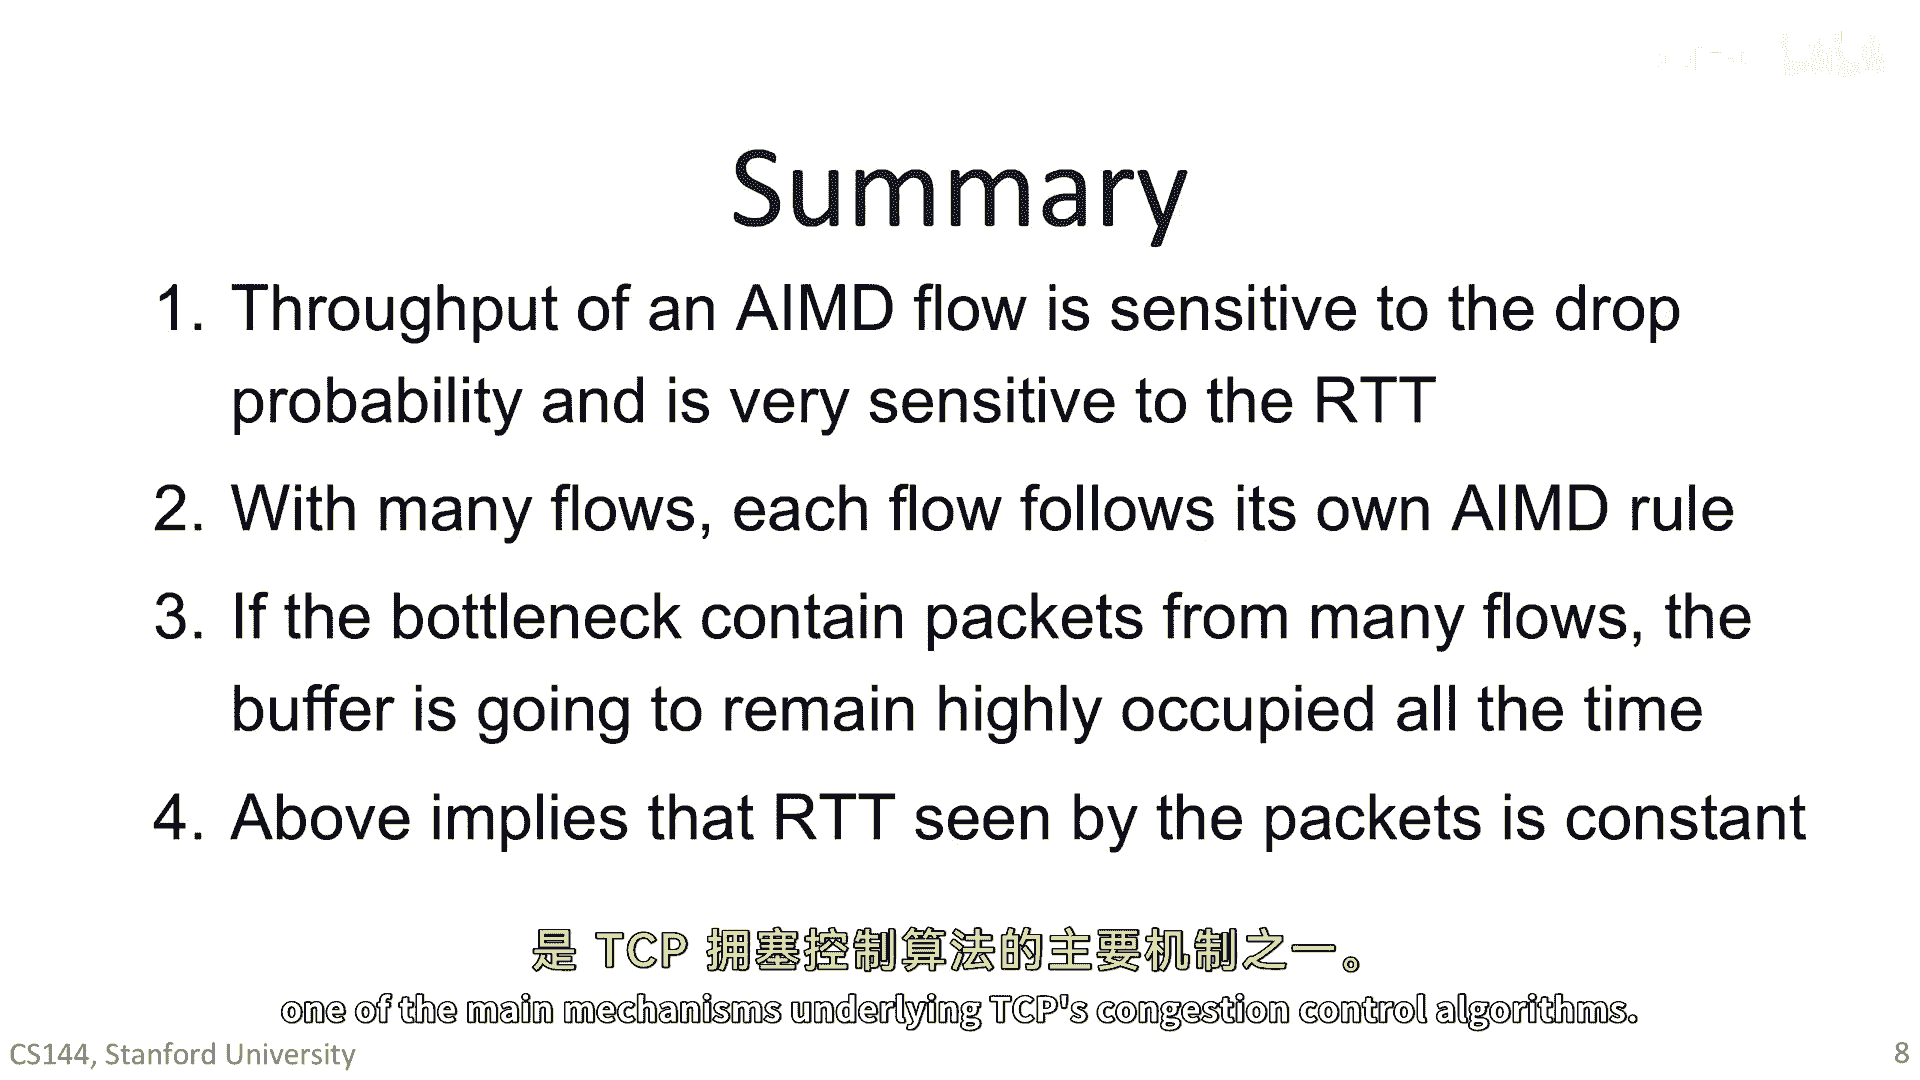 Summary
1. Throughput of an AIMD flow is sensitive to the drop
probability and is very sensitive to the RTT
2. With many flows, each flow follows its own AIMD rule
3. If the bottleneck contain packets from many flows, the
buffer is going to remain highly occupied all the time
4. Above implies that RTT seen by the packets is constant
是 TCP 拥塞控制算法的主要机制之一。
one of the main mechanisms underlying TCP's congestion control algorithms.
CS144, Stanford University
8